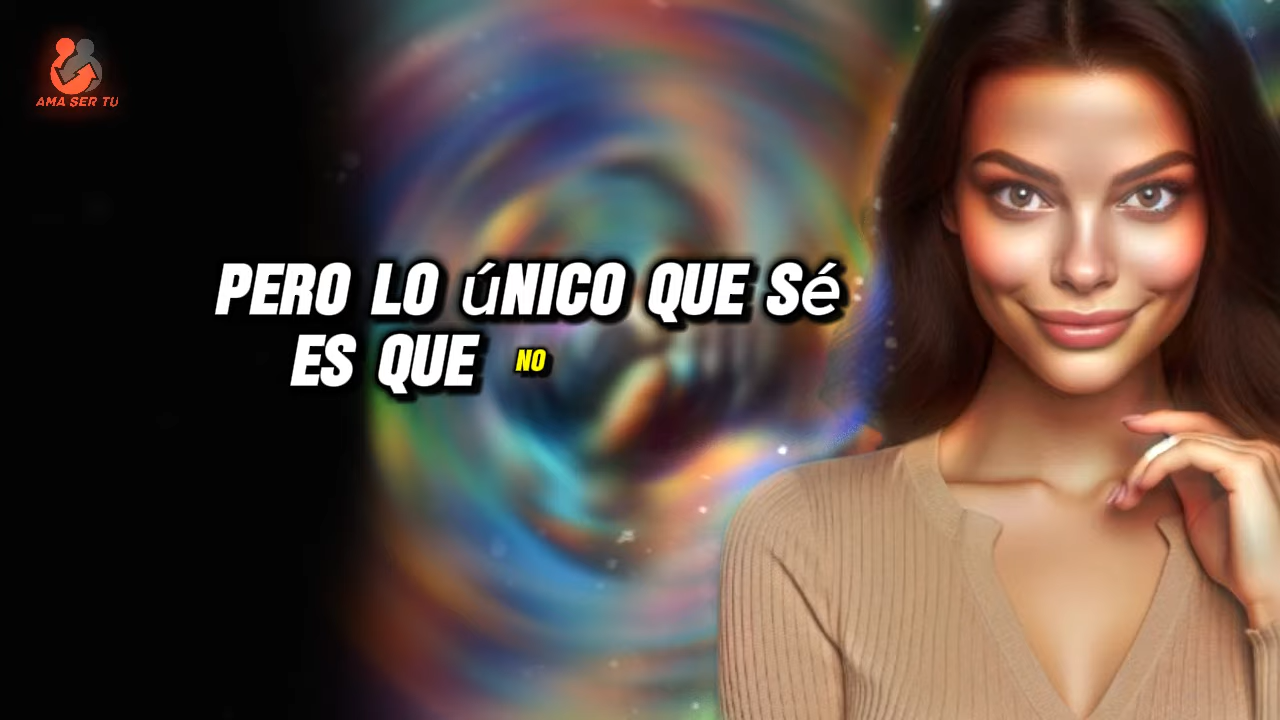 AMA SER TU
PERO LO úNICO QUE Sé
ES QUE NO